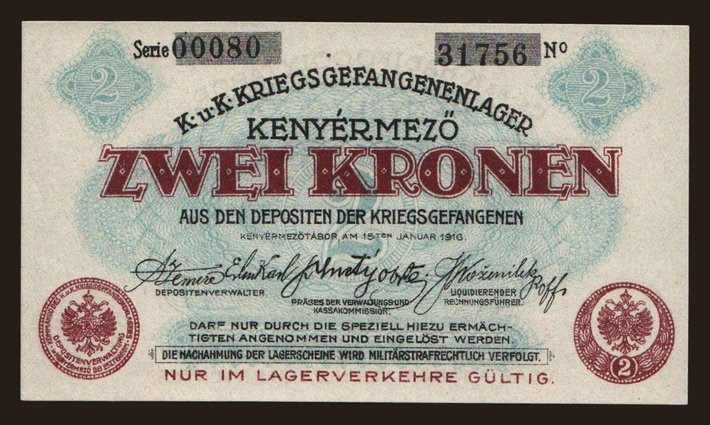 Serie 00080 31756 Nº
2 2
K. u. K. KRIEGSGEFANGENENLAGER
KENYÉRMEZŐ
ZWEI KRONEN
AUS DEN DEPOSITEN DER KRIEGSGEFANGENEN
KENYÉRMEZŐTÁBOR, AM 15TEN JANUAR 1916.
DEPOSITENVERWALTER.
PRÄSES DER VERWALTUNGS UND
KASSAKOMMISSION.
LIQUIDIERENDER
RECHNUNGSFÜHRER.
DARF NUR DURCH DIE SPEZIELL HIEZU ERMÄCH-
TIGTEN ANGENOMMEN UND EINGELÖST WERDEN.
DIE NACHAHMUNG DER LAGERSCHEINE WIRD MILITÄRSTRAFRECHTLICH VERFOLGT.
NUR IM LAGERVERKEHRE GÜLTIG.
DEPOSITENVERWALTUNG
2